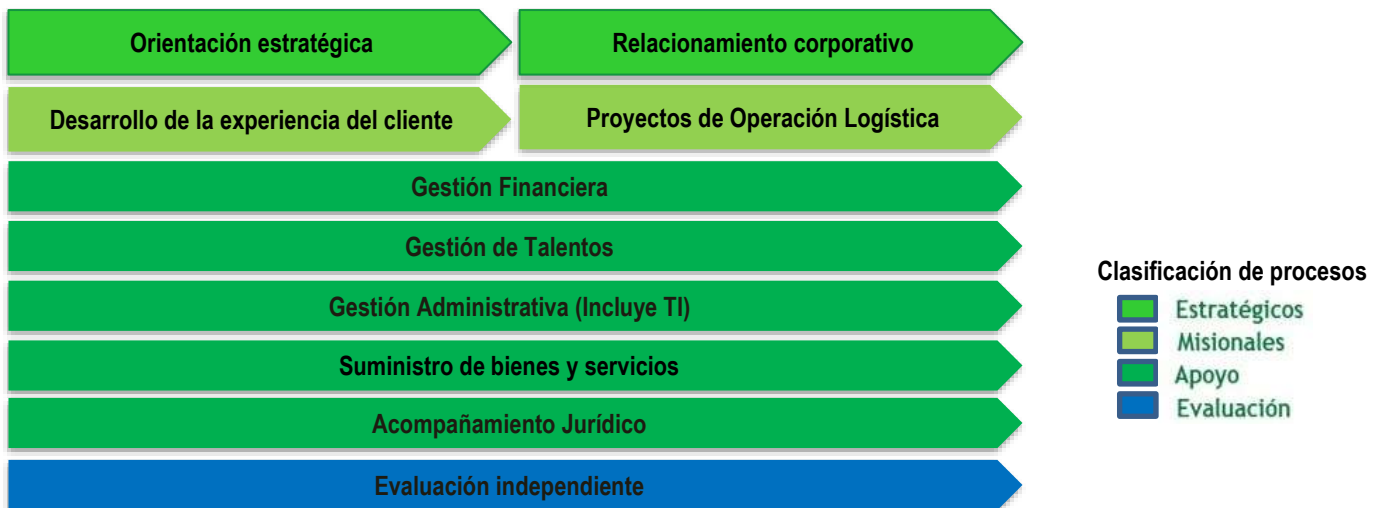 Orientación estratégica
Relacionamiento corporativo
Desarrollo de la experiencia del cliente
Proyectos de Operación Logística
Gestión Financiera
Gestión de Talentos
Gestión Administrativa (Incluye TI)
Suministro de bienes y servicios
Acompañamiento Jurídico
Evaluación independiente
Clasificación de procesos
Estratégicos
Misionales
Apoyo
Evaluación